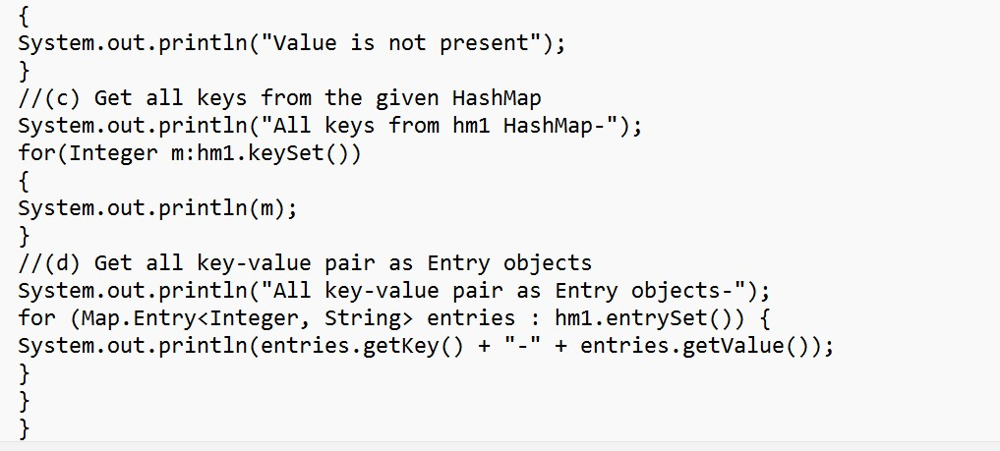 {
System.out.println("Value is not present");
}
//(c) Get all keys from the given HashMap
System.out.println("All keys from hm1 HashMap-");
for(Integer m:hm1.keySet())
{
System.out.println(m);
}
//(d) Get all key-value pair as Entry objects
System.out.println("All key-value pair as Entry objects-");
for (Map.Entry<Integer, String> entries : hm1.entrySet()) {
System.out.println(entries.getKey() + "-" + entries.getValue());
}
}
}